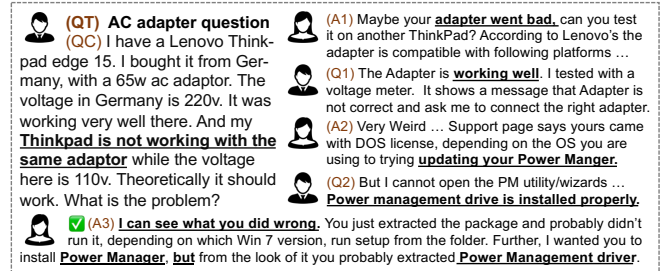 (QT) AC adapter question
(QC) I have a Lenovo Think-
pad edge 15. I bought it from Ger-
many, with a 65w ac adaptor. The
voltage in Germany is 220v. It was
working very well there. And my
Thinkpad is not working with the
same adaptor while the voltage
here is 110v. Theoretically it should
work. What is the problem?
(A1) Maybe your adapter went bad, can you test
it on another ThinkPad? According to Lenovo's the
adapter is compatible with following platforms …
(Q1) The Adapter is working well. I tested with a
voltage meter. It shows a message that Adapter is
not correct and ask me to connect the right adapter.
(A2) Very Weird … Support page says yours came
with DOS license, depending on the OS you are
using to trying updating your Power Manger.
(Q2) But I cannot open the PM utility/wizards …
Power management drive is installed properly.
(A3) I can see what you did wrong. You just extracted the package and probably didn't
run it, depending on which Win 7 version, run setup from the folder. Further, I wanted you to
install Power Manager, but from the look of it you probably extracted Power Management driver.